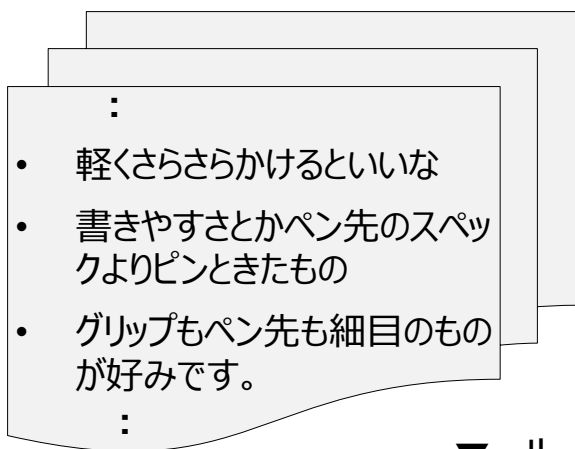 :
• 軽くさらさらかけるといいな
• 書きやすさとかペン先のスペッ
クよりピンときたもの
• グリップもペン先も細目のもの
が好みです。
: